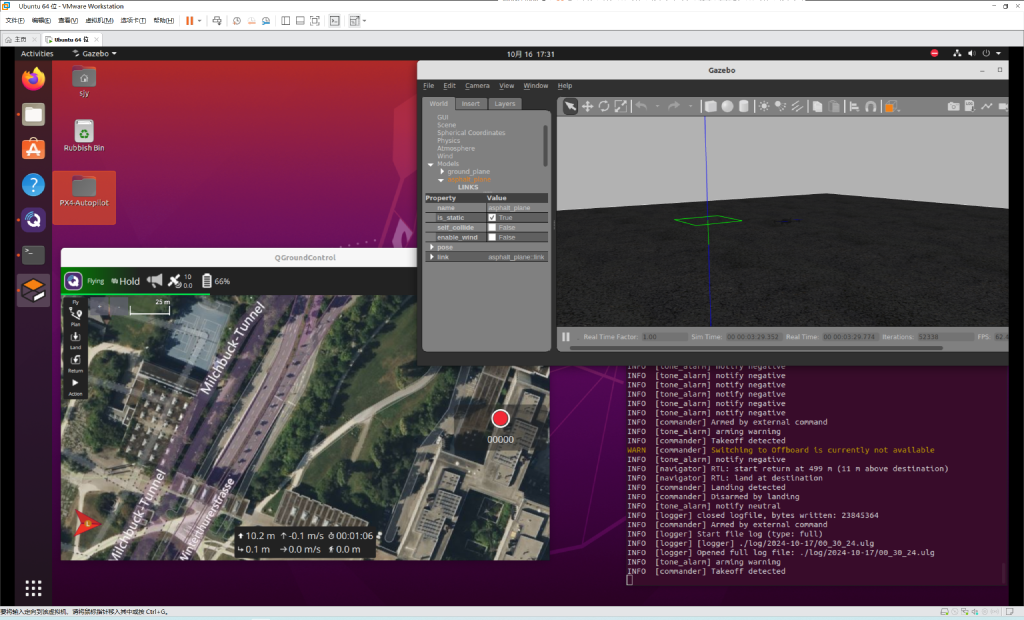 Ubuntu 64 位 - VMware Workstation
文件(F) 编辑(E) 查看(V) 虚拟机(M) 选项卡(T) 帮助(H)
主页
Ubuntu 64 位
Activities
Gazebo
10月 16 17:31
sjy
Rubbish Bin
PX4-Autopilot
Gazebo
File Edit Camera View Window Help
World Insert Layers
GUI
Scene
Spherical Coordinates
Physics
Atmosphere
Wind
Models
ground_plane
LINKS
Property Value
name asphalt_plane
is_static True
self_collide False
enable_wind False
pose
link asphalt_plane::link
Real Time Factor: 1.00 Sim Time: 00 00:03:29.352 Real Time: 00 00:03:29.778 Iterations: 52338 FPS: 62.4
QGroundControl
Flying Hold 10 0.0 66%
Fly
Plan
Land
Return
Action
25 m
Milchbuck-Tunnel
Milchbuck-Tunnel
Winterthurerstrasse
00000
10.2 m -0.1 m/s 00:01:06
0.1 m 0.0 m/s 0.0 m
INFO [tone_alarm] notify negative
INFO [tone_alarm] notify negative
INFO [tone_alarm] notify negative
INFO [tone_alarm] notify negative
INFO [tone_alarm] notify negative
INFO [tone_alarm] notify negative
INFO [commander] Armed by external command
INFO [tone_alarm] arming warning
INFO [commander] Takeoff detected
WARN [commander] Switching to Offboard is currently not available
INFO [tone_alarm] notify negative
INFO [navigator] RTL: start return at 499 m (11 m above destination)
INFO [navigator] RTL: land at destination
INFO [commander] Landing detected
INFO [commander] Disarmed by landing
INFO [tone_alarm] notify neutral
INFO [logger] closed logfile, bytes written: 23845364
INFO [commander] Armed by external command
INFO [logger] Start file log (type: full)
INFO [logger] [logger] ./log/2024-10-17/00_30_24.ulg
INFO [logger] Opened full log file: ./log/2024-10-17/00_30_24.ulg
INFO [tone_alarm] arming warning
INFO [commander] Takeoff detected
要将输入定向到该虚拟机，请将鼠标指针移入其中或按 Ctrl+G。